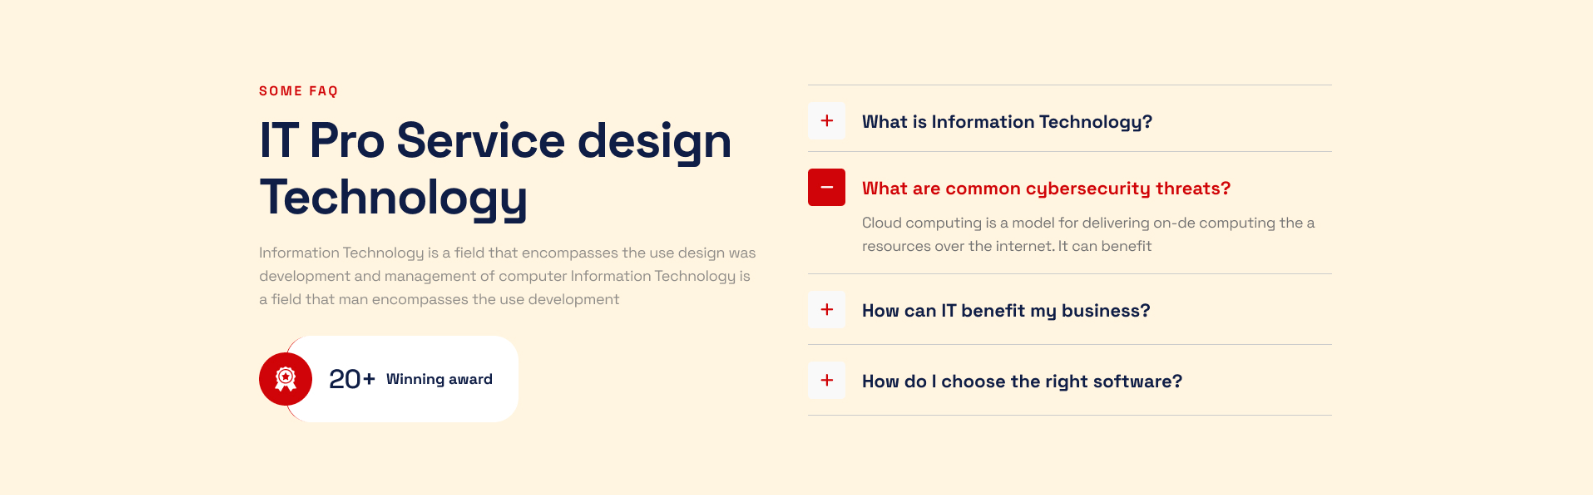 SOME FAQ
IT Pro Service design
Technology
Information Technology is a field that encompasses the use design was
development and management of computer Information Technology is
a field that man encompasses the use development
20+ Winning award
What is Information Technology?
What are common cybersecurity threats?
Cloud computing is a model for delivering on-de computing the a
resources over the internet. It can benefit
How can IT benefit my business?
How do I choose the right software?